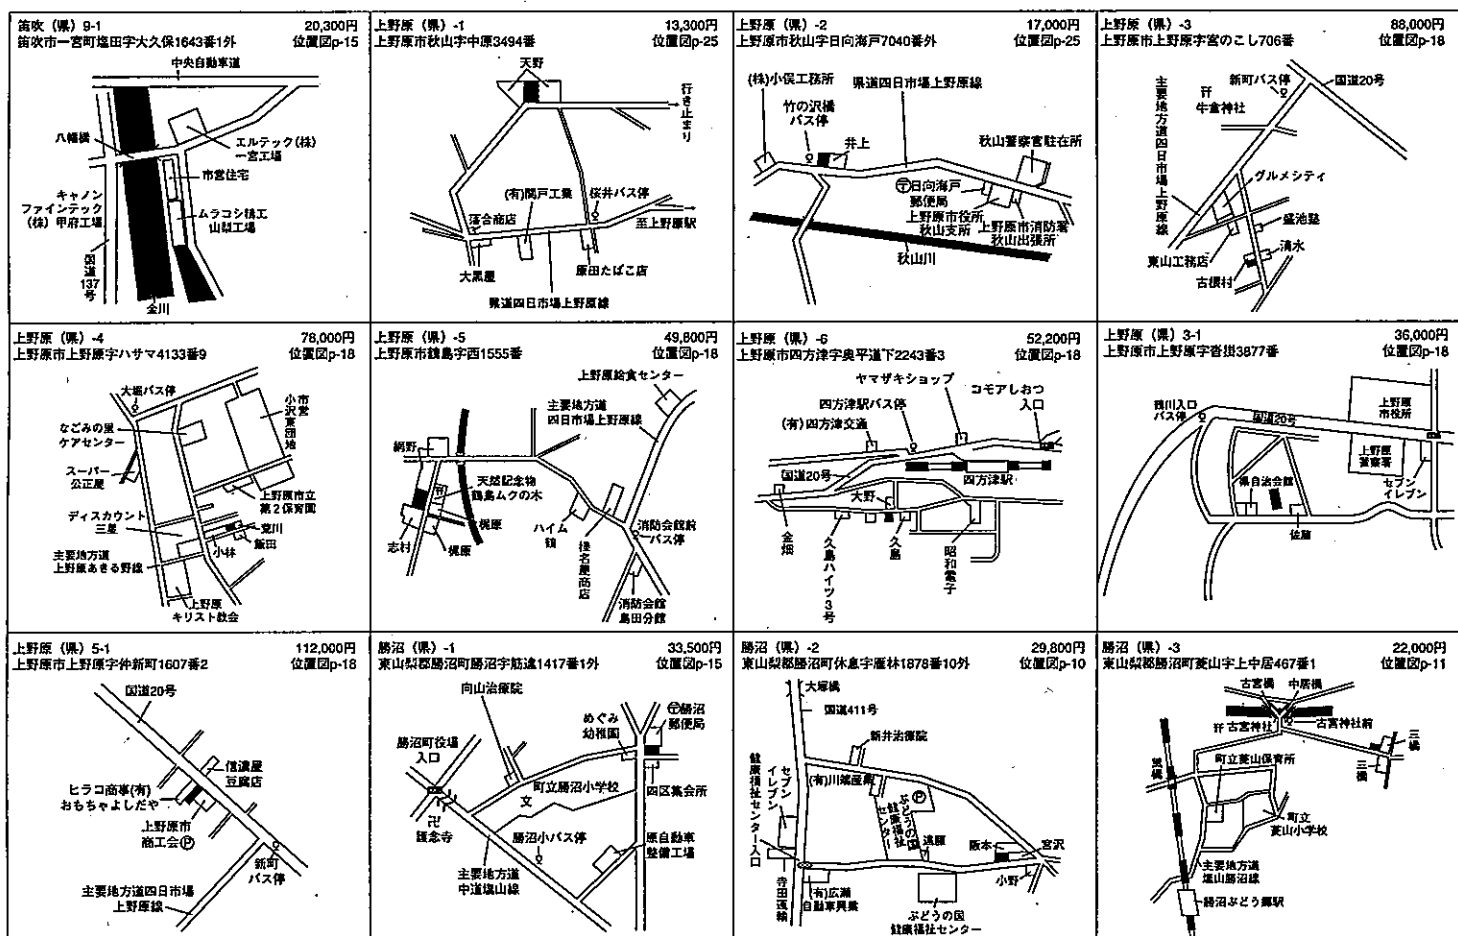 笛吹（県）9-1 20,300円
笛吹市一宮町塩田字大久保1643番1外 位置図p-15
中央自動車道
八幡橋
エルテック(株)
一宮工場
市営住宅
キャノン
ファインテック
(株) 甲府工場
ムラコシ精工
山梨工場
国道137号
金川
上野原（県）-1 13,300円
上野原市秋山字中原3494番 位置図p-25
天野
行き止まり
(有)関戸工業
桜井バス停
落合商店
至上野原駅
大黒屋
原田たばこ店
県道四日市場上野原線
上野原（県）-2 17,000円
上野原市秋山字日向海戸7040番外 位置図p-25
(株)小俣工務所
県道四日市場上野原線
竹の沢橋
バス停
井上
秋山警察官駐在所
〒日向海戸
郵便局
上野原市役所
秋山支所
上野原市消防署
秋山出張所
秋山川
上野原（県）-3 88,000円
上野原市上野原字宮のこし706番 位置図p-18
主要地方道四日市場上野原線
新町バス停
国道20号
牛倉神社
グルメシティ
盛池塾
東山工務店
清水
古根村
上野原（県）-4 78,000円
上野原市上野原字ハサマ4133番9 位置図p-18
大堀バス停
なごみの里
ケアセンター
市営
小沢東団地
スーパー
公正屋
上野原市立
第2保育園
ディスカウント
三星
荒川
飯田
小林
主要地方道
上野原あきる野線
上野原
キリスト教会
上野原（県）-5 49,800円
上野原市鶴島字西1555番 位置図p-18
上野原給食センター
主要地方道
四日市場上野原線
網野
天然記念物
鶴島ムクの木
梶原
志村
梶原
ハイム
鶴
椎名屋商店
消防会館前
バス停
消防会館
島田分館
上野原（県）-6 52,200円
上野原市四方津字奥平道下2243番3 位置図p-18
ヤマザキショップ
コモアしおつ
入口
四方津駅バス停
(有)四方津交通
国道20号
四方津駅
大野
金畑
久島ハイツ3号
久島
昭和電子
上野原（県）3-1 36,000円
上野原市上野原字沓掛3877番 位置図p-18
鶴川入口
バス停
国道20号
上野原
市役所
上野原
警察署
セブン
イレブン
県自治会館
佐藤
上野原（県）5-1 112,000円
上野原市上野原字仲新町1607番2 位置図p-18
国道20号
信濃屋
豆腐店
ヒラコ商事(有)
おもちゃよしだや
上野原市
商工会Ⓟ
新町
バス停
主要地方道四日市場
上野原線
勝沼（県）-1 33,500円
東山梨郡勝沼町勝沼字筋違1417番1外 位置図p-15
向山治療院
〒勝沼
郵便局
めぐみ
幼稚園
勝沼町役場
入口
町立勝沼小学校
文
四区集会所
卍
護念寺
勝沼小バス停
原自動車
整備工場
主要地方道
中道塩山線
勝沼（県）-2 29,800円
東山梨郡勝沼町休息字雁林1878番10外 位置図p-10
大塚橋
国道411号
新井治療院
健康福祉センター入口
セブン
イレブン
(有)川端産業
ぶどうの国
健康福祉
センター
Ⓟ
遠藤
阪本
宮沢
小野
寺田運輸
(有)広瀬
自動車興業
ぶどうの国
健康福祉センター
勝沼（県）-3 22,000円
東山梨郡勝沼町菱山字上中居467番1 位置図p-11
古宮橋
中居橋
古宮神社
古宮神社前
三橋
三橋
町立菱山保育所
町立
菱山小学校
主要地方道
塩山勝沼線
勝沼ぶどう郷駅